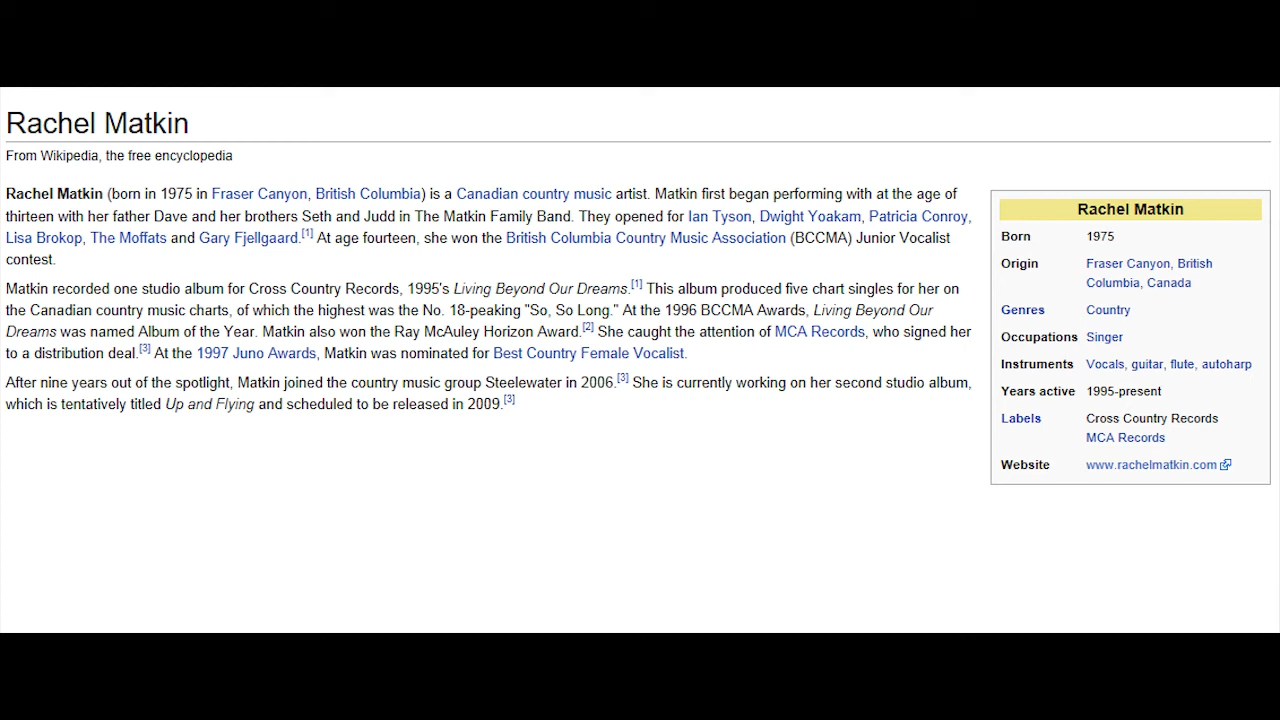 Rachel Matkin
From Wikipedia, the free encyclopedia
Rachel Matkin (born in 1975 in Fraser Canyon, British Columbia) is a Canadian country music artist. Matkin first began performing with at the age of
thirteen with her father Dave and her brothers Seth and Judd in The Matkin Family Band. They opened for Ian Tyson, Dwight Yoakam, Patricia Conroy,
Lisa Brokop, The Moffats and Gary Fjellgaard.[1] At age fourteen, she won the British Columbia Country Music Association (BCCMA) Junior Vocalist
contest.
Matkin recorded one studio album for Cross Country Records, 1995's Living Beyond Our Dreams.[1] This album produced five chart singles for her on
the Canadian country music charts, of which the highest was the No. 18-peaking "So, So Long." At the 1996 BCCMA Awards, Living Beyond Our
Dreams was named Album of the Year. Matkin also won the Ray McAuley Horizon Award.[2] She caught the attention of MCA Records, who signed her
to a distribution deal.[3] At the 1997 Juno Awards, Matkin was nominated for Best Country Female Vocalist.
After nine years out of the spotlight, Matkin joined the country music group Steelewater in 2006.[3] She is currently working on her second studio album,
which is tentatively titled Up and Flying and scheduled to be released in 2009.[3]
Rachel Matkin
Born 1975
Origin Fraser Canyon, British
Columbia, Canada
Genres Country
Occupations Singer
Instruments Vocals, guitar, flute, autoharp
Years active 1995-present
Labels Cross Country Records
MCA Records
Website www.rachelmatkin.com